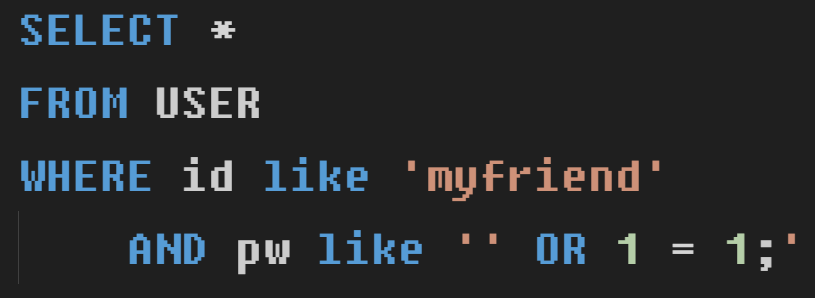 SELECT *
FROM USER
WHERE id like 'myfriend'
AND pw like '' OR 1 = 1;'